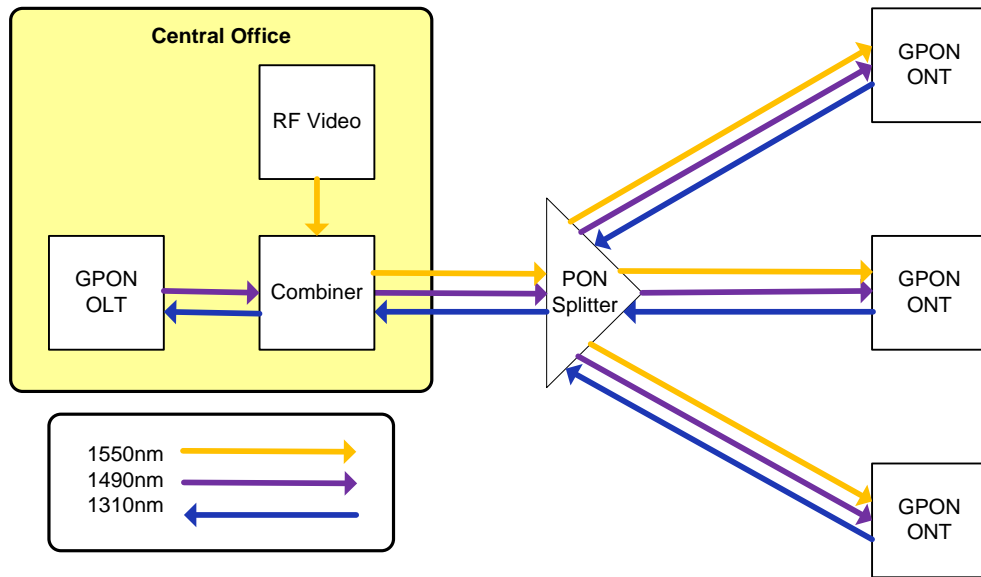 Central Office
RF Video
GPON
OLT
Combiner
PON
Splitter
GPON
ONT
GPON
ONT
GPON
ONT
1550nm
1490nm
1310nm